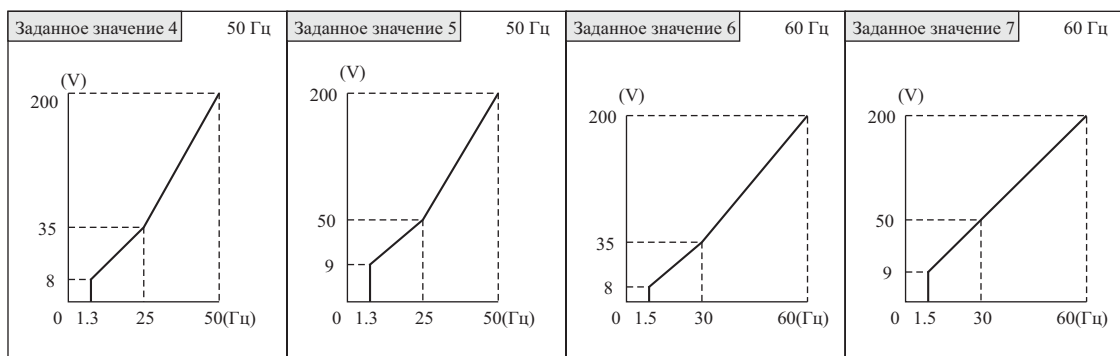 Заданное значение 4 50 Гц
(V)
200
35
8
0 1.3 25 50(Гц)
Заданное значение 5 50 Гц
(V)
200
50
9
0 1.3 25 50(Гц)
Заданное значение 6 60 Гц
(V)
200
35
8
0 1.5 30 60(Гц)
Заданное значение 7 60 Гц
(V)
200
50
9
0 1.5 30 60(Гц)